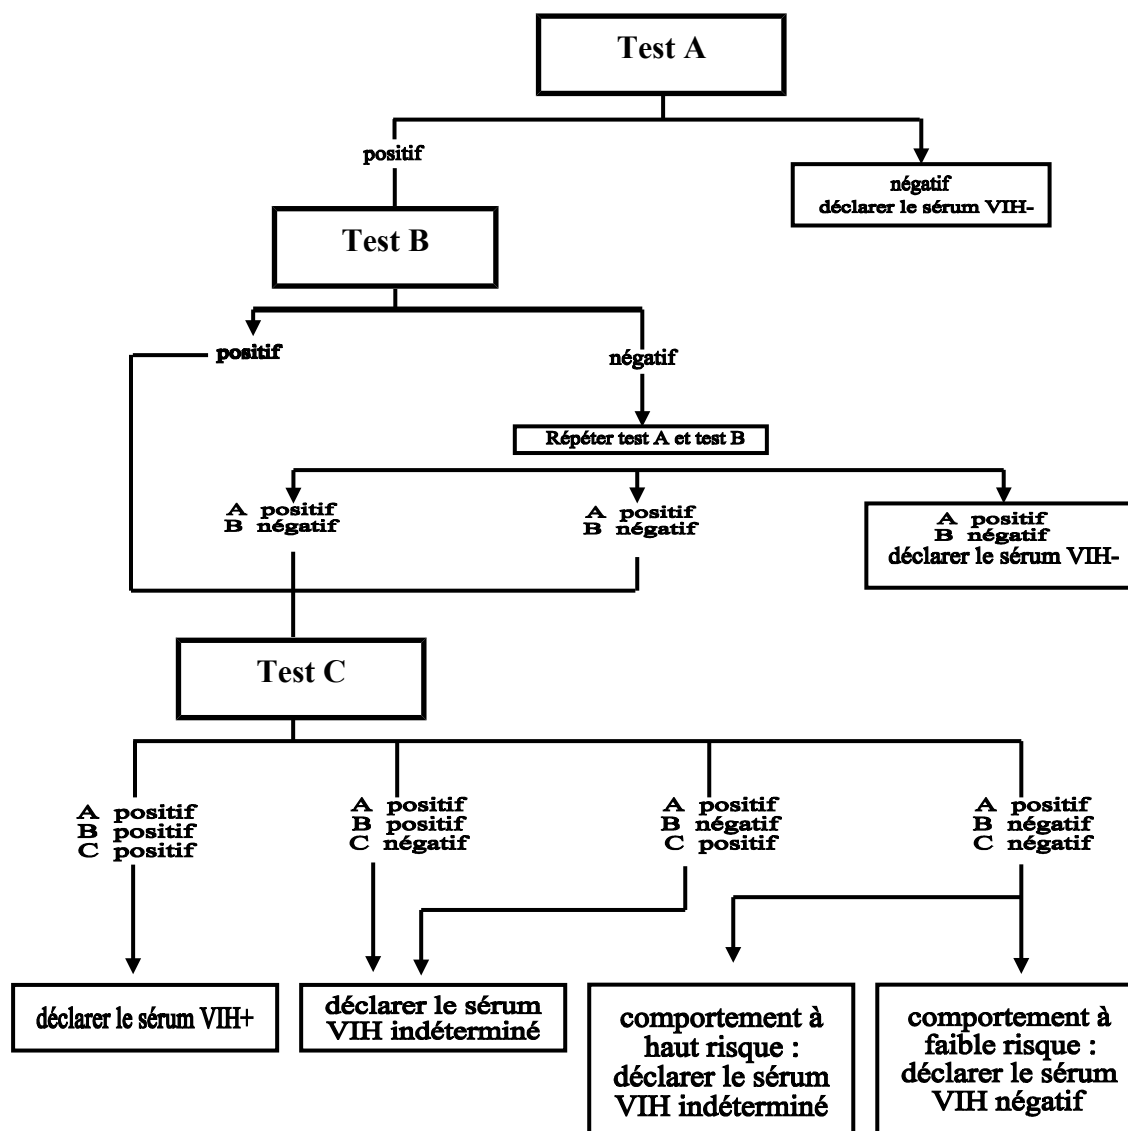 Test A
positif
négatif
déclarer le sérum VIH-
Test B
positif
négatif
Répéter test A et test B
A positif
B négatif
A positif
B négatif
A positif
B négatif
déclarer le sérum VIH-
Test C
A positif
B positif
C positif
A positif
B positif
C négatif
A positif
B négatif
C positif
A positif
B négatif
C négatif
déclarer le sérum VIH+
déclarer le sérum
VIH indéterminé
comportement à
haut risque :
déclarer le sérum
VIH indéterminé
comportement à
faible risque :
déclarer le sérum
VIH négatif